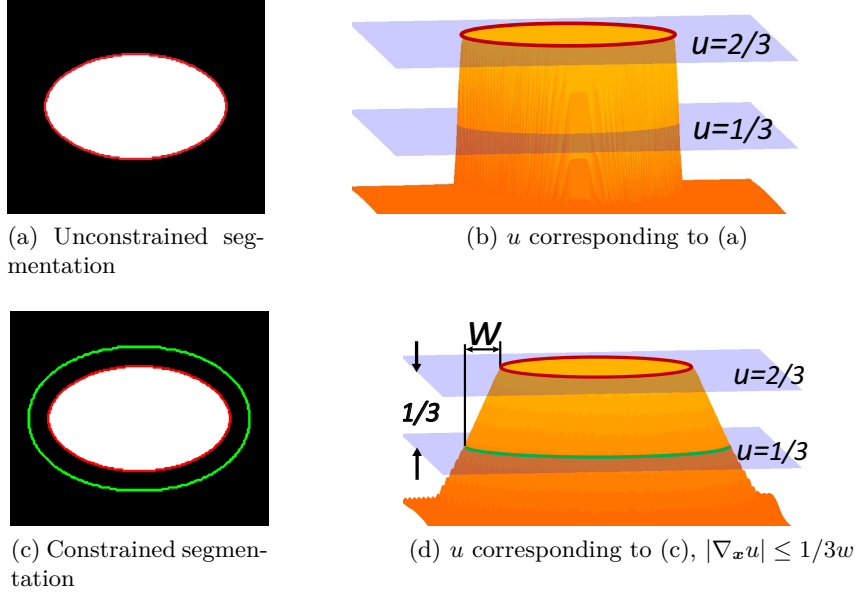 u=2/3
u=1/3
(a) Unconstrained seg-
mentation
(b) u corresponding to (a)
W
u=2/3
1/3
u=1/3
(c) Constrained segmen-
tation
(d) u corresponding to (c), |∇ₓu| ≤ 1/3w